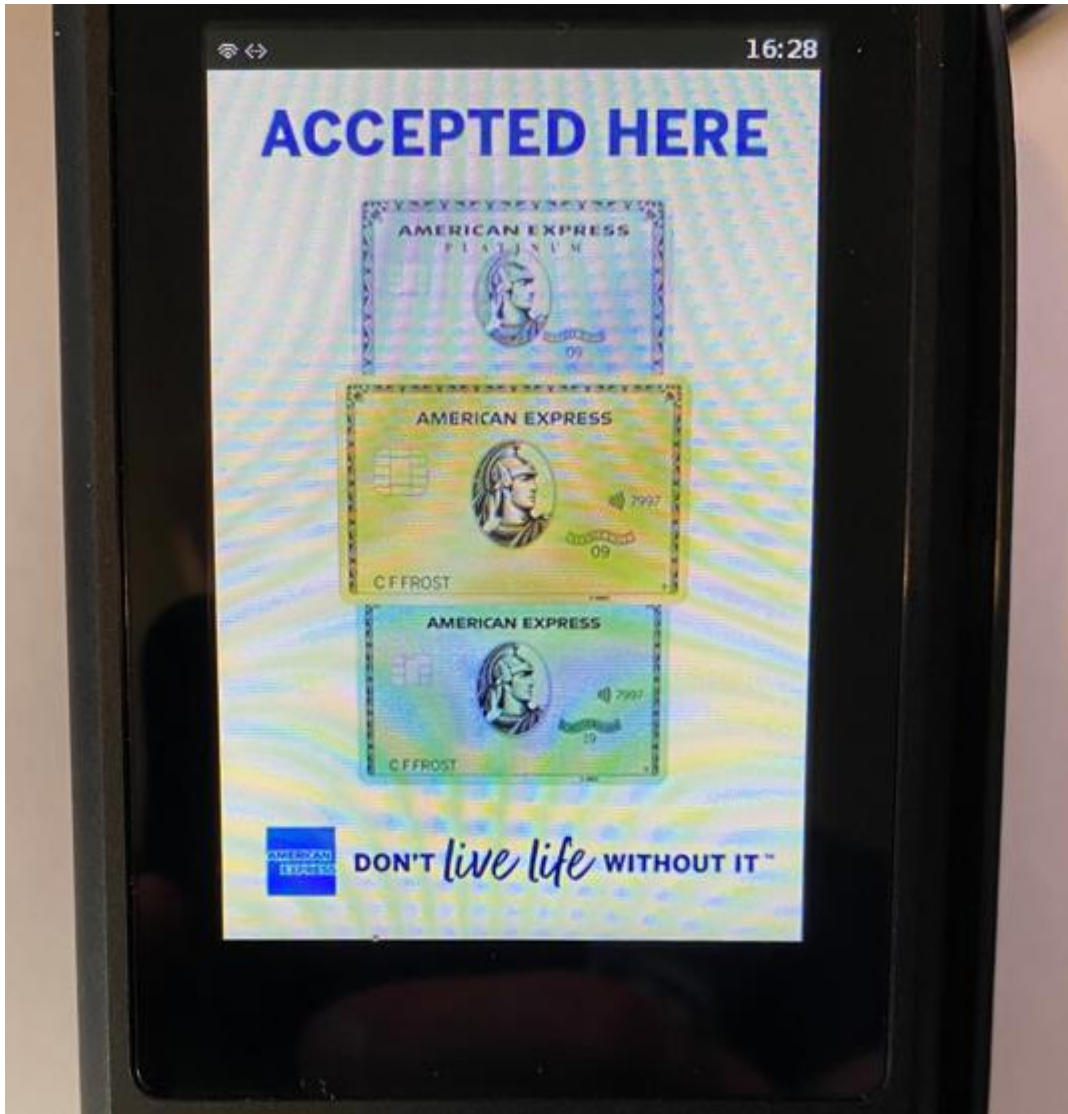 16:28
ACCEPTED HERE
AMERICAN EXPRESS
PLATINUM
09
AMERICAN EXPRESS
7997
09
C F FROST
AMERICAN EXPRESS
7997
19
C F FROST
AMERICAN
EXPRESS
DON'T live life WITHOUT IT™